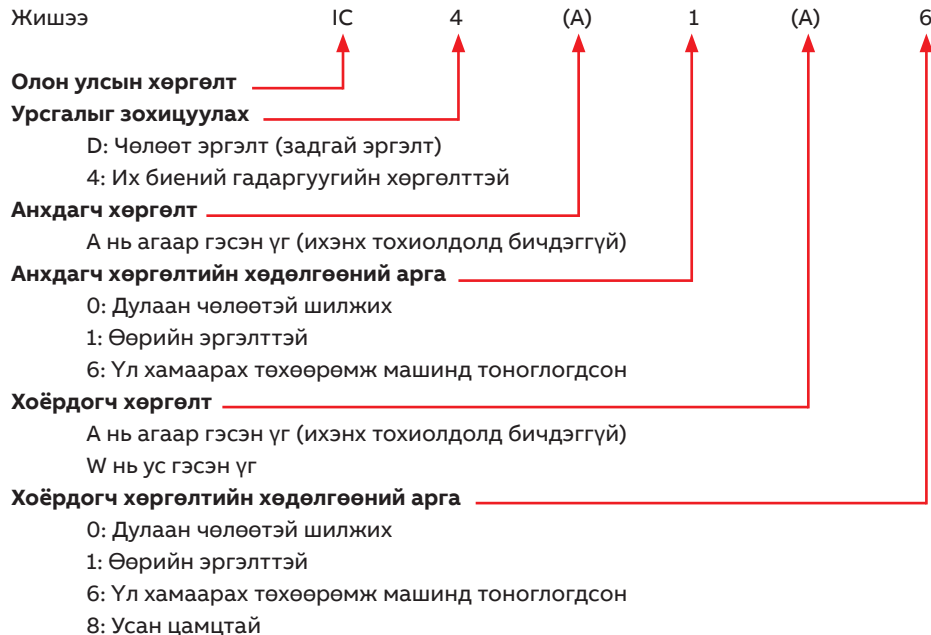 Жишээ IC 4 (A) 1 (A) 6
Олон улсын хөргөлт
Урсгалыг зохицуулах
D: Чөлөөт эргэлт (задгай эргэлт)
4: Их биений гадаргуугийн хөргөлттэй
Анхдагч хөргөлт
А нь агаар гэсэн үг (ихэнх тохиолдолд бичдэггүй)
Анхдагч хөргөлтийн хөдөлгөөний арга
0: Дулаан чөлөөтэй шилжих
1: Өөрийн эргэлттэй
6: Үл хамаарах төхөөрөмж машинд тоноглогдсон
Хоёрдогч хөргөлт
А нь агаар гэсэн үг (ихэнх тохиолдолд бичдэггүй)
W нь ус гэсэн үг
Хоёрдогч хөргөлтийн хөдөлгөөний арга
0: Дулаан чөлөөтэй шилжих
1: Өөрийн эргэлттэй
6: Үл хамаарах төхөөрөмж машинд тоноглогдсон
8: Усан цамцтай